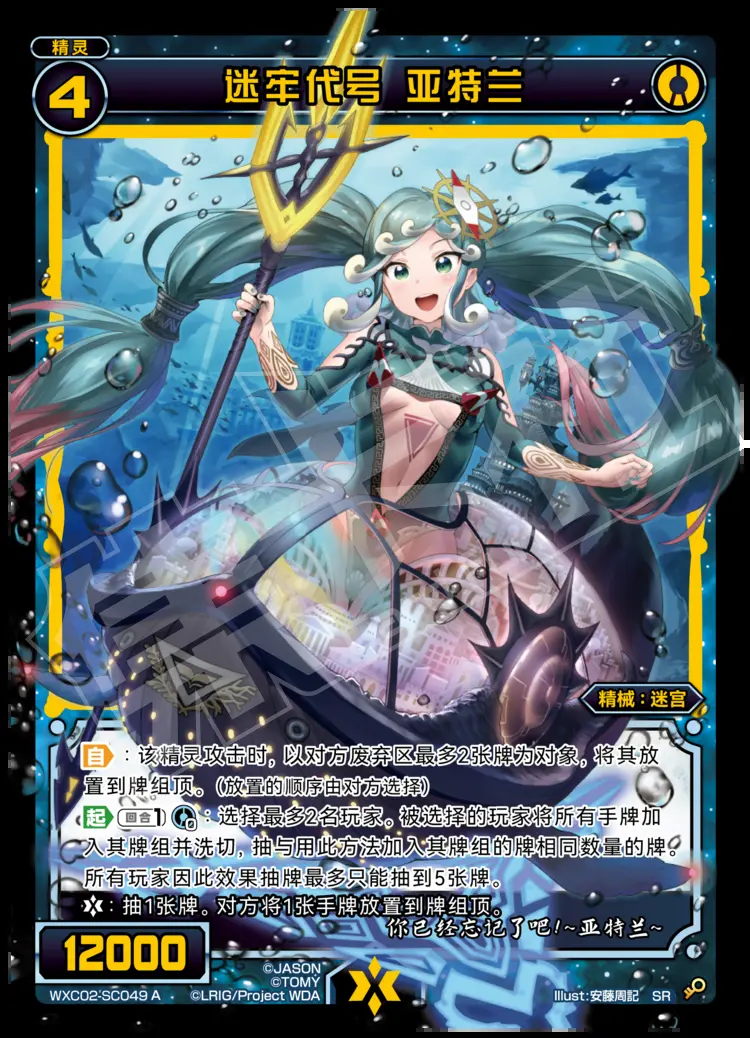 精灵
4
迷牢代号 亚特兰
精械：迷宫
自：该精灵攻击时，以对方废弃区最多2张牌为对象，将其放
置到牌组顶。（放置的顺序由对方选择）
起 回合1 0：选择最多2名玩家。被选择的玩家将所有手牌加
入其牌组并洗切，抽与用此方法加入其牌组的牌相同数量的牌。
所有玩家因此效果抽牌最多只能抽到5张牌。
：抽1张牌。对方将1张手牌放置到牌组顶。
你已经忘记了吧!~亚特兰~
12000
©JASON
©TOMY
WXC02-SC049 A ©LRIG/Project WDA
Illust:安藤周記 SR